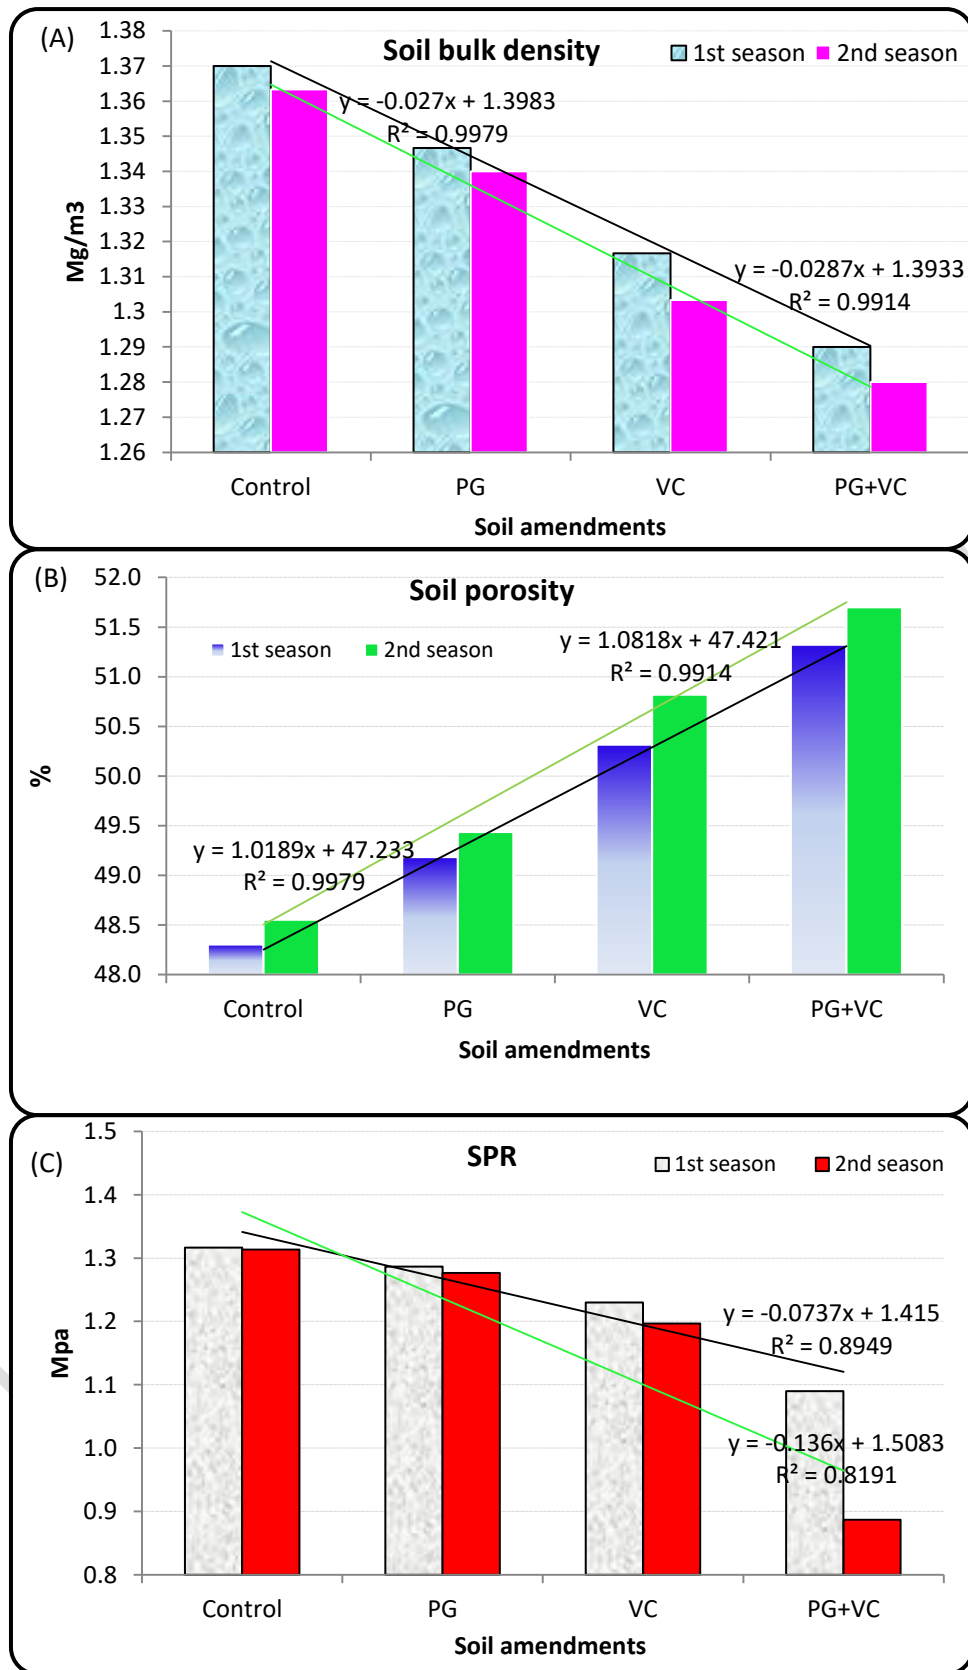 (A)
Soil bulk density
1st season
2nd season
1.38
1.37
1.36
1.35
1.34
1.33
1.32
1.31
1.3
1.29
1.28
1.27
1.26
Mg/m3
y = -0.027x + 1.3983
R² = 0.9979
y = -0.0287x + 1.3933
R² = 0.9914
Control PG VC PG+VC
Soil amendments
(B)
Soil porosity
1st season
2nd season
52.0
51.5
51.0
50.5
50.0
49.5
49.0
48.5
48.0
%
y = 1.0818x + 47.421
R² = 0.9914
y = 1.0189x + 47.233
R² = 0.9979
Control PG VC PG+VC
Soil amendments
(C)
SPR
1st season
2nd season
1.5
1.4
1.3
1.2
1.1
1.0
0.9
0.8
Mpa
y = -0.0737x + 1.415
R² = 0.8949
y = -0.136x + 1.5083
R² = 0.8191
Control PG VC PG+VC
Soil amendments